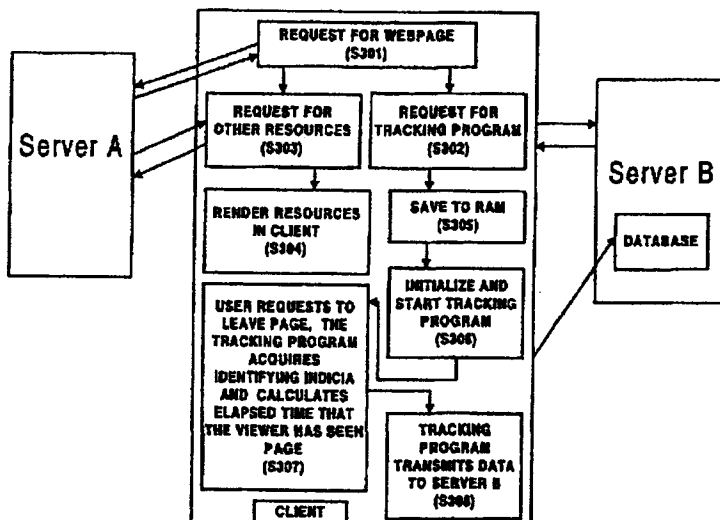 REQUEST FOR WEBPAGE
(S301)
Server A
REQUEST FOR
OTHER RESOURCES
(S303)
REQUEST FOR
TRACKING PROGRAM
(S302)
Server B
DATABASE
RENDER RESOURCES
IN CLIENT
(S304)
SAVE TO RAM
(S305)
INITIALIZE AND
START TRACKING
PROGRAM
(S306)
USER REQUESTS TO
LEAVE PAGE, THE
TRACKING PROGRAM
ACQUIRES
IDENTIFYING INDICIA
AND CALCULATES
ELAPSED TIME THAT
THE VIEWER HAS SEEN
PAGE
(S307)
TRACKING
PROGRAM
TRANSMITS DATA
TO SERVER B
(S308)
CLIENT